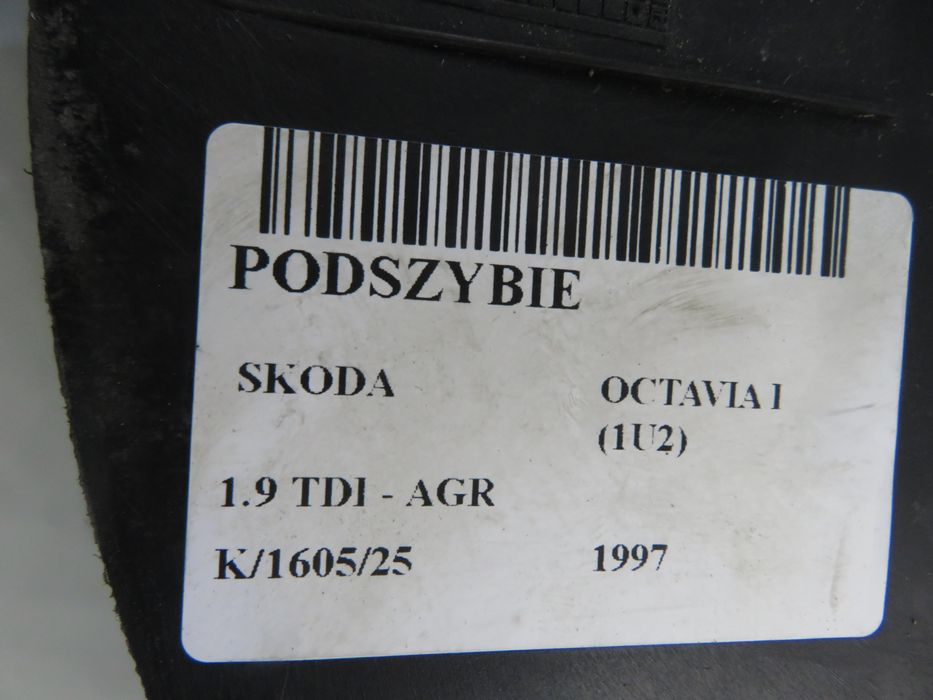 PODSZYBIE
SKODA OCTAVIA I
(1U2)
1.9 TDI - AGR
K/1605/25 1997